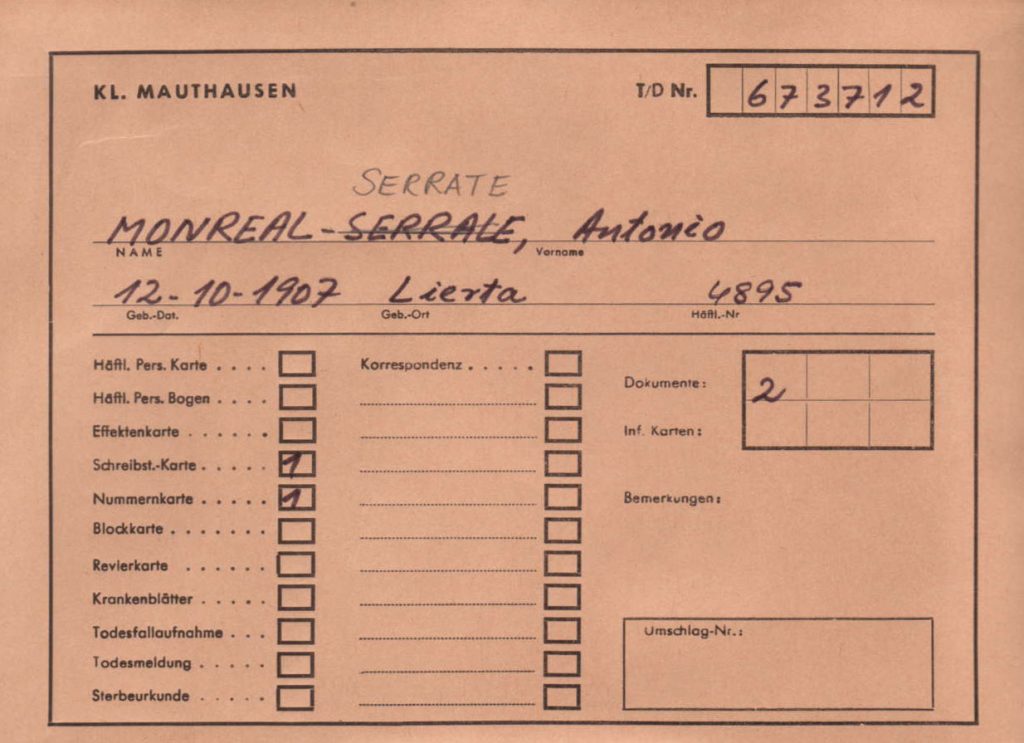 KL. MAUTHAUSEN T/D Nr. 673712
SERRATE
MONREAL-SERRALE, Antonio
NAME Vorname
12-10-1907 Lierta 4895
Geb.-Dat. Geb.-Ort Häftl.-Nr
Häftl. Pers. Karte . . . . Korrespondenz . . . . .
Dokumente: 2
Häftl. Pers. Bogen . . . .
Effektenkarte . . . . . . Inf. Karten:
Schreibst.-Karte . . . . . 1
Nummernkarte . . . . . 1 Bemerkungen:
Blockkarte . . . . . . .
Revierkarte . . . . . .
Krankenblätter . . . . .
Todesfallaufnahme . . . Umschlag-Nr.:
Todesmeldung . . . . .
Sterbeurkunde . . . . .